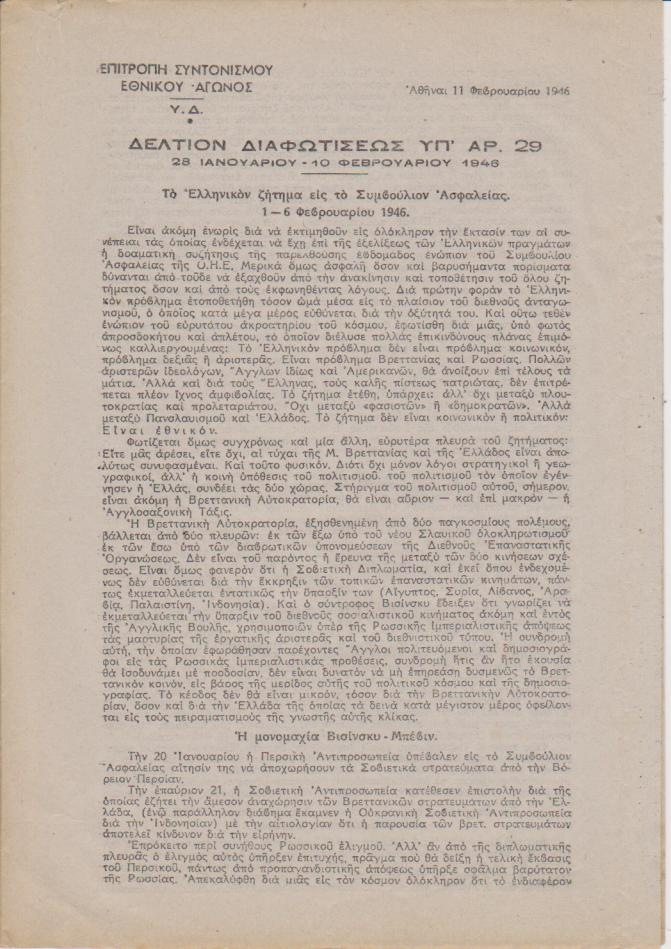 ΕΠΙΤΡΟΠΗ ΣΥΝΤΟΝΙΣΜΟΥ
ΕΘΝΙΚΟΥ ἈΓΩΝΟΣ
Υ.Δ.
Ἀθῆναι 11 Φεβρουαρίου 1946
ΔΕΛΤΙΟΝ ΔΙΑΦΩΤΙΣΕΩΣ ΥΠ' ΑΡ. 29
28 ΙΑΝΟΥΑΡΙΟΥ - 10 ΦΕΒΡΟΥΑΡΙΟΥ 1946
Τὸ Ἑλληνικὸν ζήτημα εἰς τὸ Συμβούλιον Ἀσφαλείας.
1—6 Φεβρουαρίου 1946.
Εἶναι ἀκόμη ἐνωρὶς διὰ νὰ ἐκτιμηθοῦν εἰς ὁλόκληρον τὴν ἔκτασίν των αἱ συ-
νέπειαι τὰς ὁποίας ἐνδέχεται νὰ ἔχῃ ἐπὶ τῆς ἐξελίξεως τῶν Ἑλληνικῶν πραγμάτων
ἡ δραματικὴ συζήτησις τῆς παρελθούσης ἑβδομάδος ἐνώπιον τοῦ Συμβουλίου
Ἀσφαλείας τῆς Ο.Η.Ε. Μερικὰ ὅμως ἀσφαλῆ ὅσον καὶ βαρυσήμαντα πορίσματα
δύνανται ἀπὸ τοῦδε νὰ ἐξαχθοῦν ἀπὸ τὴν ἀνακίνησιν καὶ τοποθέτησιν τοῦ ὅλου ζη-
τήματος ὅσον καὶ ἀπὸ τοὺς ἐκφωνηθέντας λόγους. Διὰ πρώτην φορὰν τὸ Ἑλληνι-
κὸν πρόβλημα ἐτοποθετήθη τόσον ὠμὰ μέσα εἰς τὸ πλαίσιον τοῦ διεθνοῦς ἀνταγω-
νισμοῦ, ὁ ὁποῖος κατὰ μέγα μέρος εὐθύνεται διὰ τὴν ὀξύτητά του. Καὶ οὕτω τεθὲν
ἐνώπιον τοῦ εὐρυτάτου ἀκροατηρίου τοῦ κόσμου, ἐφωτίσθη διὰ μιᾶς, ὑπὸ φωτὸς
ἀπροσδοκήτου καὶ ἀπλέτου, τὸ ὁποῖον διέλυσε πολλὰς ἐπικινδύνους πλάνας ἐπιμό-
νως καλλιεργουμένας: Τὸ Ἑλληνικὸν πρόβλημα δὲν εἶναι πρόβλημα κοινωνικόν,
πρόβλημα δεξιᾶς ἢ ἀριστερᾶς. Εἶναι πρόβλημα Βρεττανίας καὶ Ρωσσίας. Πολλῶν
ἀριστερῶν ἰδεολόγων, Ἄγγλων ἰδίως καὶ Ἀμερικανῶν, θὰ ἀνοίξουν ἐπὶ τέλους τὰ
μάτια. Ἀλλὰ καὶ διὰ τοὺς Ἕλληνας, τοὺς καλῆς πίστεως πατριώτας, δὲν ἐπιτρέ-
πεται πλέον ἴχνος ἀμφιβολίας. Τὸ ζήτημα ἐτέθη, ὑπάρχει: ἀλλ' ὄχι μεταξὺ πλου-
τοκρατίας καὶ προλεταριάτου. Ὄχι μεταξὺ «φασιστῶν» ἢ «δημοκρατῶν». Ἀλλὰ
μεταξὺ Πανσλαυισμοῦ καὶ Ἑλλάδος. Τὸ ζήτημα δὲν εἶναι κοινωνικὸν ἢ πολιτικόν:
Εἶναι ἐθνικόν.
Φωτίζεται ὅμως συγχρόνως καὶ μία ἄλλη, εὐρυτέρα πλευρὰ τοῦ ζητήματος:
Εἴτε μᾶς ἀρέσει, εἴτε ὄχι, αἱ τύχαι τῆς Μ. Βρεττανίας καὶ τῆς Ἑλλάδος εἶναι ἀπο-
λύτως συνυφασμέναι. Καὶ τοῦτο φυσικόν. Διότι ὄχι μόνον λόγοι στρατηγικοὶ ἢ γεω-
γραφικοί, ἀλλ' ἡ κοινὴ ὑπόθεσις τοῦ πολιτισμοῦ, τοῦ πολιτισμοῦ τὸν ὁποῖον ἐγέν-
νησεν ἡ Ἑλλάς, συνδέει τὰς δύο χώρας. Στήριγμα τοῦ πολιτισμοῦ αὐτοῦ, σήμερον,
εἶναι ἀκόμη ἡ Βρεττανικὴ Αὐτοκρατορία, θὰ εἶναι αὔριον — καὶ ἐπὶ μακρὸν — ἡ
Ἀγγλοσαξονικὴ Τάξις.
Ἡ Βρεττανικὴ Αὐτοκρατορία, ἐξησθενημένη ἀπὸ δύο παγκοσμίους πολέμους,
βάλλεται ἀπὸ δύο πλευρῶν: ἐκ τῶν ἔξω ὑπὸ τοῦ νέου Σλαυικοῦ ὁλοκληρωτισμοῦ
ἐκ τῶν ἔσω ὑπὸ τῶν διαβρωτικῶν ὑπονομεύσεων τῆς Διεθνοῦς Ἐπαναστατικῆς
Ὀργανώσεως. Δὲν εἶναι τοῦ παρόντος ἡ ἔρευνα τῆς μεταξὺ τῶν δύο κινήσεων σχέ-
σεως. Εἶναι ὅμως φανερὸν ὅτι ἡ Σοβιετικὴ Διπλωματία, καὶ ἐκεῖ ὅπου ἐνδεχομέ-
νως δὲν εὐθύνεται διὰ τὴν ἔκκρηξιν τῶν τοπικῶν ἐπαναστατικῶν κινημάτων, πάν-
τως ἐκμεταλλεύεται ἐντατικῶς τὴν ὕπαρξίν των (Αἴγυπτος, Συρία, Λίβανος, Ἀρα-
βία, Παλαιστίνη, Ἰνδονησία). Καὶ ὁ σύντροφος Βισίνσκυ ἔδειξεν ὅτι γνωρίζει νὰ
ἐκμεταλλεύεται τὴν ὕπαρξιν τοῦ διεθνοῦς σοσιαλιστικοῦ κινήματος ἀκόμη καὶ ἐντὸς
τῆς Ἀγγλικῆς Βουλῆς, χρησιμοποιῶν ὑπὲρ τῆς Ρωσσικῆς ἰμπεριαλιστικῆς ἀπόψεως
τὰς μαρτυρίας τῆς ἐργατικῆς ἀριστερᾶς καὶ τοῦ διεθνιστικοῦ τύπου. Ἡ συνδρομὴ
αὐτή, τὴν ὁποίαν ἐφωράθησαν παρέχοντες Ἄγγλοι πολιτευόμενοι καὶ δημοσιογρά-
φοι εἰς τὰς Ρωσσικὰς ἰμπεριαλιστικὰς προθέσεις, συνδρομὴ ἥτις ἂν ἦτο ἑκουσία
θὰ ἰσοδυνάμει μὲ προδοσίαν, δὲν εἶναι δυνατὸν νὰ μὴ ἐπηρεάσῃ δυσμενῶς τὸ Βρετ-
τανικὸν κοινόν, εἰς βάρος τῆς μερίδος αὐτῆς τοῦ πολιτικοῦ κόσμου καὶ τῆς δημοσιο-
γραφίας. Τὸ κέρδος δὲν θὰ εἶναι μικρόν, τόσον διὰ τὴν Βρεττανικὴν Αὐτοκρατο-
ρίαν, ὅσον καὶ διὰ τὴν Ἑλλάδα τῆς ὁποίας τὰ δεινὰ κατὰ μέγιστον μέρος ὀφείλον-
ται εἰς τοὺς πειραματισμοὺς τῆς γνωστῆς αὐτῆς κλίκας.
Ἡ μονομαχία Βισίνσκυ - Μπέβιν.
Τὴν 20 Ἰανουαρίου ἡ Περσικὴ Ἀντιπροσωπεία ὑπέβαλεν εἰς τὸ Συμβούλιον
Ἀσφαλείας αἴτησίν της νὰ ἀποχωρήσουν τὰ Σοβιετικὰ στρατεύματα ἀπὸ τὴν Βό-
ρειον Περσίαν.
Τὴν ἐπαύριον 21, ἡ Σοβιετικὴ Ἀντιπροσωπεία κατέθεσεν ἐπιστολὴν διὰ τῆς
ὁποίας ἐζήτει τὴν ἄμεσον ἀναχώρησιν τῶν Βρεττανικῶν στρατευμάτων ἀπὸ τὴν Ἑλ-
λάδα, (ἐνῷ παράλληλον διάβημα ἔκαμνεν ἡ Οὐκρανικὴ Σοβιετικὴ Ἀντιπροσωπεία
διὰ τὴν Ἰνδονησίαν) μὲ τὴν αἰτιολογίαν ὅτι ἡ παρουσία τῶν βρετ. στρατευμάτων
ἀποτελεῖ κίνδυνον διὰ τὴν εἰρήνην.
Ἐπρόκειτο περὶ συνήθους Ρωσσικοῦ ἑλιγμοῦ. Ἀλλ' ἂν ἀπὸ τῆς διπλωματικῆς
πλευρᾶς ὁ ἑλιγμὸς αὐτὸς ὑπῆρξεν ἐπιτυχής, πρᾶγμα ποὺ θὰ δείξῃ ἡ τελικὴ ἔκβασις
τοῦ Περσικοῦ, πάντως ἀπὸ προπαγανδιστικῆς ἀπόψεως ὑπῆρξε σφάλμα βαρύτατον
τῆς Ρωσσίας. Ἀπεκαλύφθη διὰ μιᾶς εἰς τὸν κόσμον ὁλόκληρον ὅτι τὸ ἐνδιαφέρον